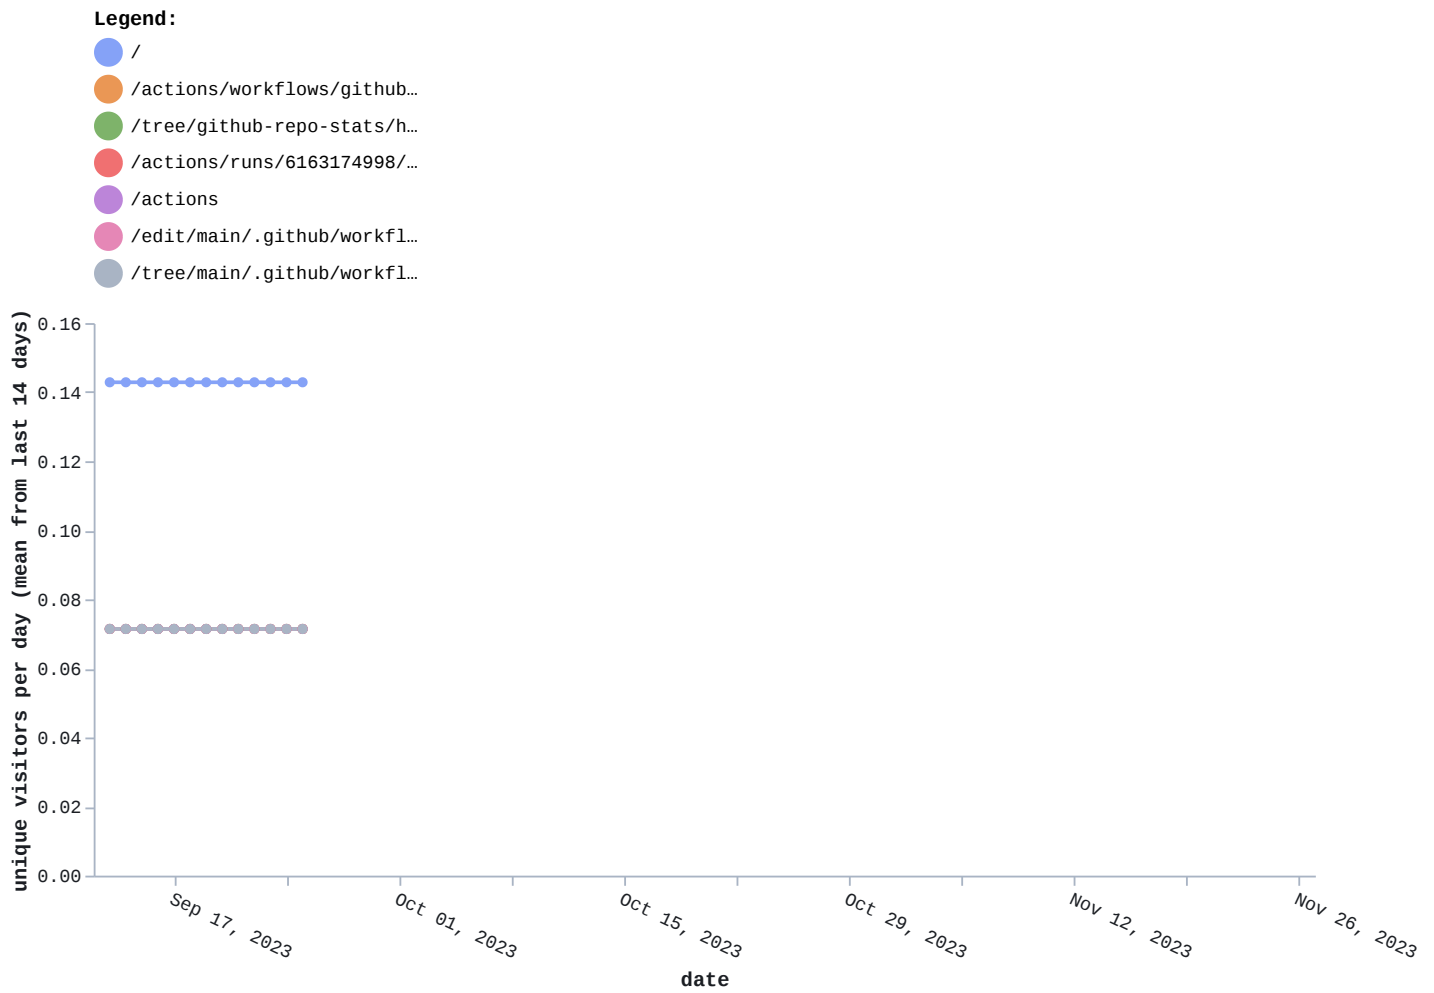 Legend:
/
/actions/workflows/github…
/tree/github-repo-stats/h…
/actions/runs/6163174998/…
/actions
/edit/main/.github/workfl…
/tree/main/.github/workfl…
unique visitors per day (mean from last 14 days)
0.16
0.14
0.12
0.10
0.08
0.06
0.04
0.02
0.00
Sep 17, 2023
Oct 01, 2023
Oct 15, 2023
Oct 29, 2023
Nov 12, 2023
Nov 26, 2023
date